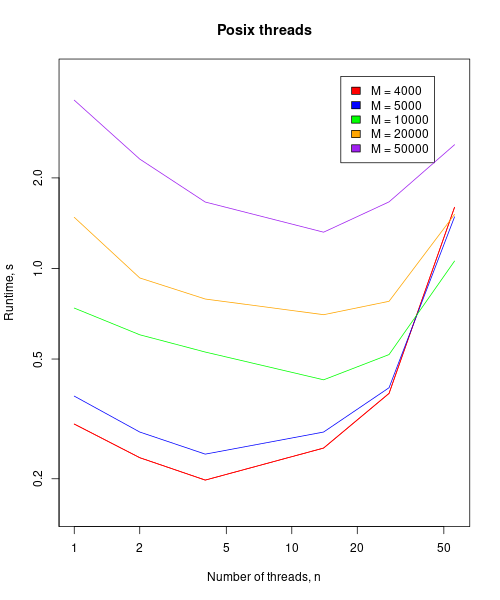 Posix threads
M = 4000
M = 5000
M = 10000
M = 20000
M = 50000
Runtime, s
2.0
1.0
0.5
0.2
1 2 5 10 20 50
Number of threads, n